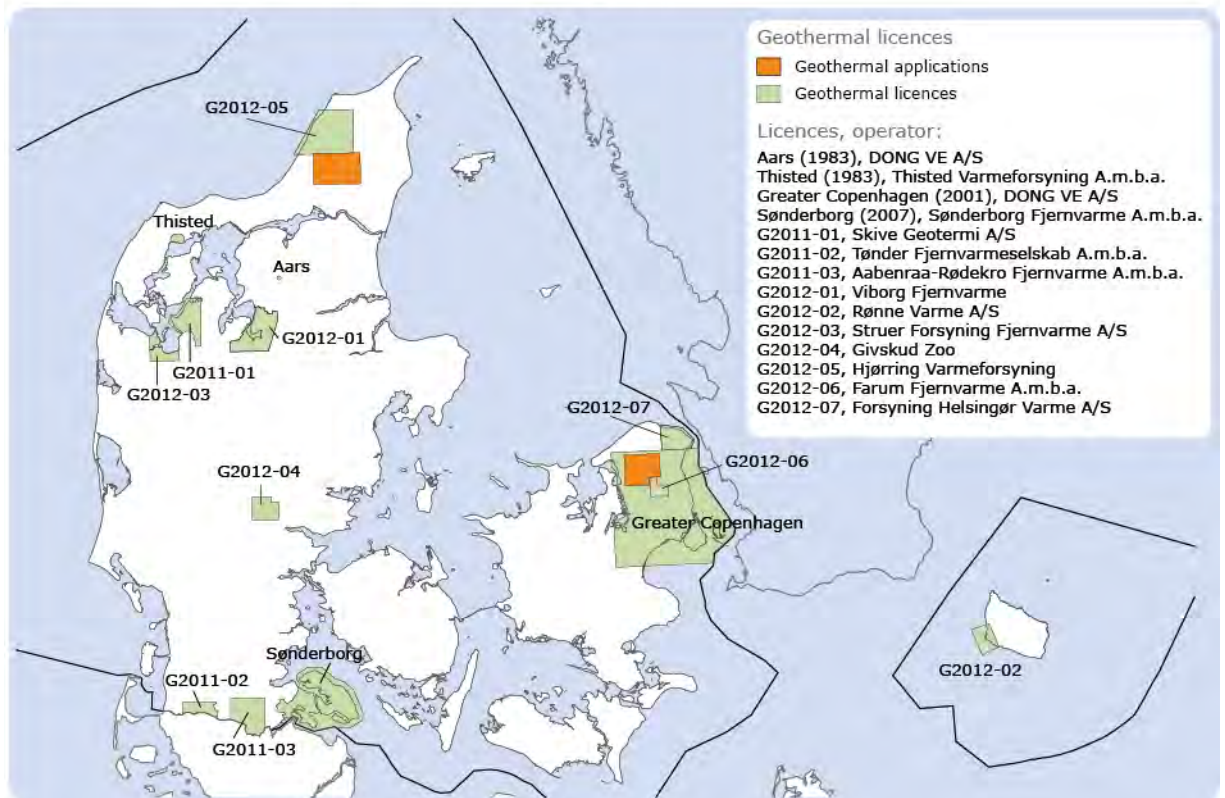 Geothermal licences
Geothermal applications
Geothermal licences
Licences, operator:
Aars (1983), DONG VE A/S
Thisted (1983), Thisted Varmeforsyning A.m.b.a.
Greater Copenhagen (2001), DONG VE A/S
Sønderborg (2007), Sønderborg Fjernvarme A.m.b.a.
G2011-01, Skive Geotermi A/S
G2011-02, Tønder Fjernvarmeselskab A.m.b.a.
G2011-03, Aabenraa-Rødekro Fjernvarme A.m.b.a.
G2012-01, Viborg Fjernvarme
G2012-02, Rønne Varme A/S
G2012-03, Struer Forsyning Fjernvarme A/S
G2012-04, Givskud Zoo
G2012-05, Hjørring Varmeforsyning
G2012-06, Farum Fjernvarme A.m.b.a.
G2012-07, Forsyning Helsingør Varme A/S
G2012-05
Thisted
Aars
G2012-01
G2011-01
G2012-03
G2012-07
G2012-06
G2012-04
Greater Copenhagen
Sønderborg
G2011-02
G2012-02
G2011-03